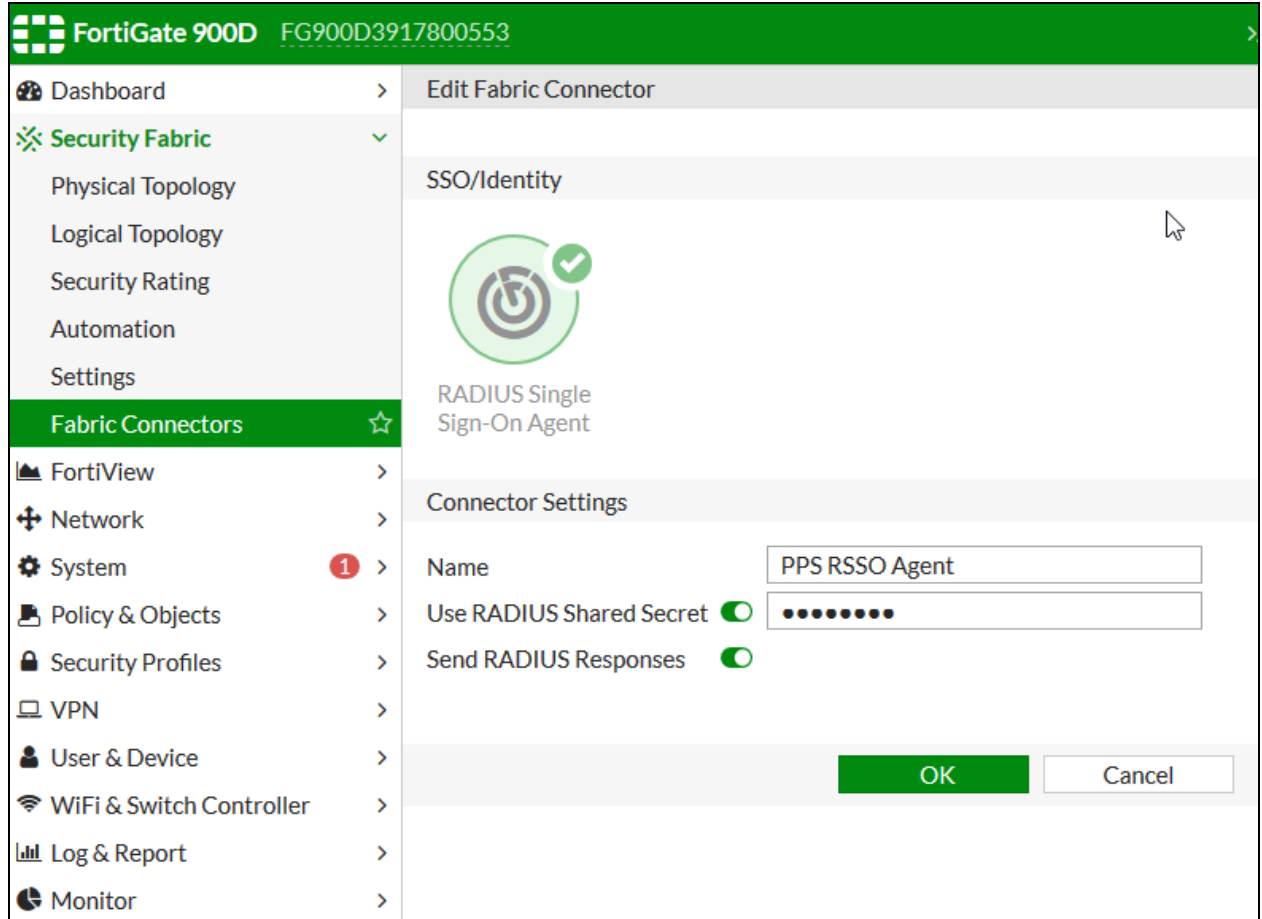 FortiGate 900D FG900D3917800553
Dashboard
Security Fabric
Physical Topology
Logical Topology
Security Rating
Automation
Settings
Fabric Connectors
FortiView
Network
System 1
Policy & Objects
Security Profiles
VPN
User & Device
WiFi & Switch Controller
Log & Report
Monitor
Edit Fabric Connector
SSO/Identity
RADIUS Single
Sign-On Agent
Connector Settings
Name PPS RSSO Agent
Use RADIUS Shared Secret ••••••••
Send RADIUS Responses
OK Cancel